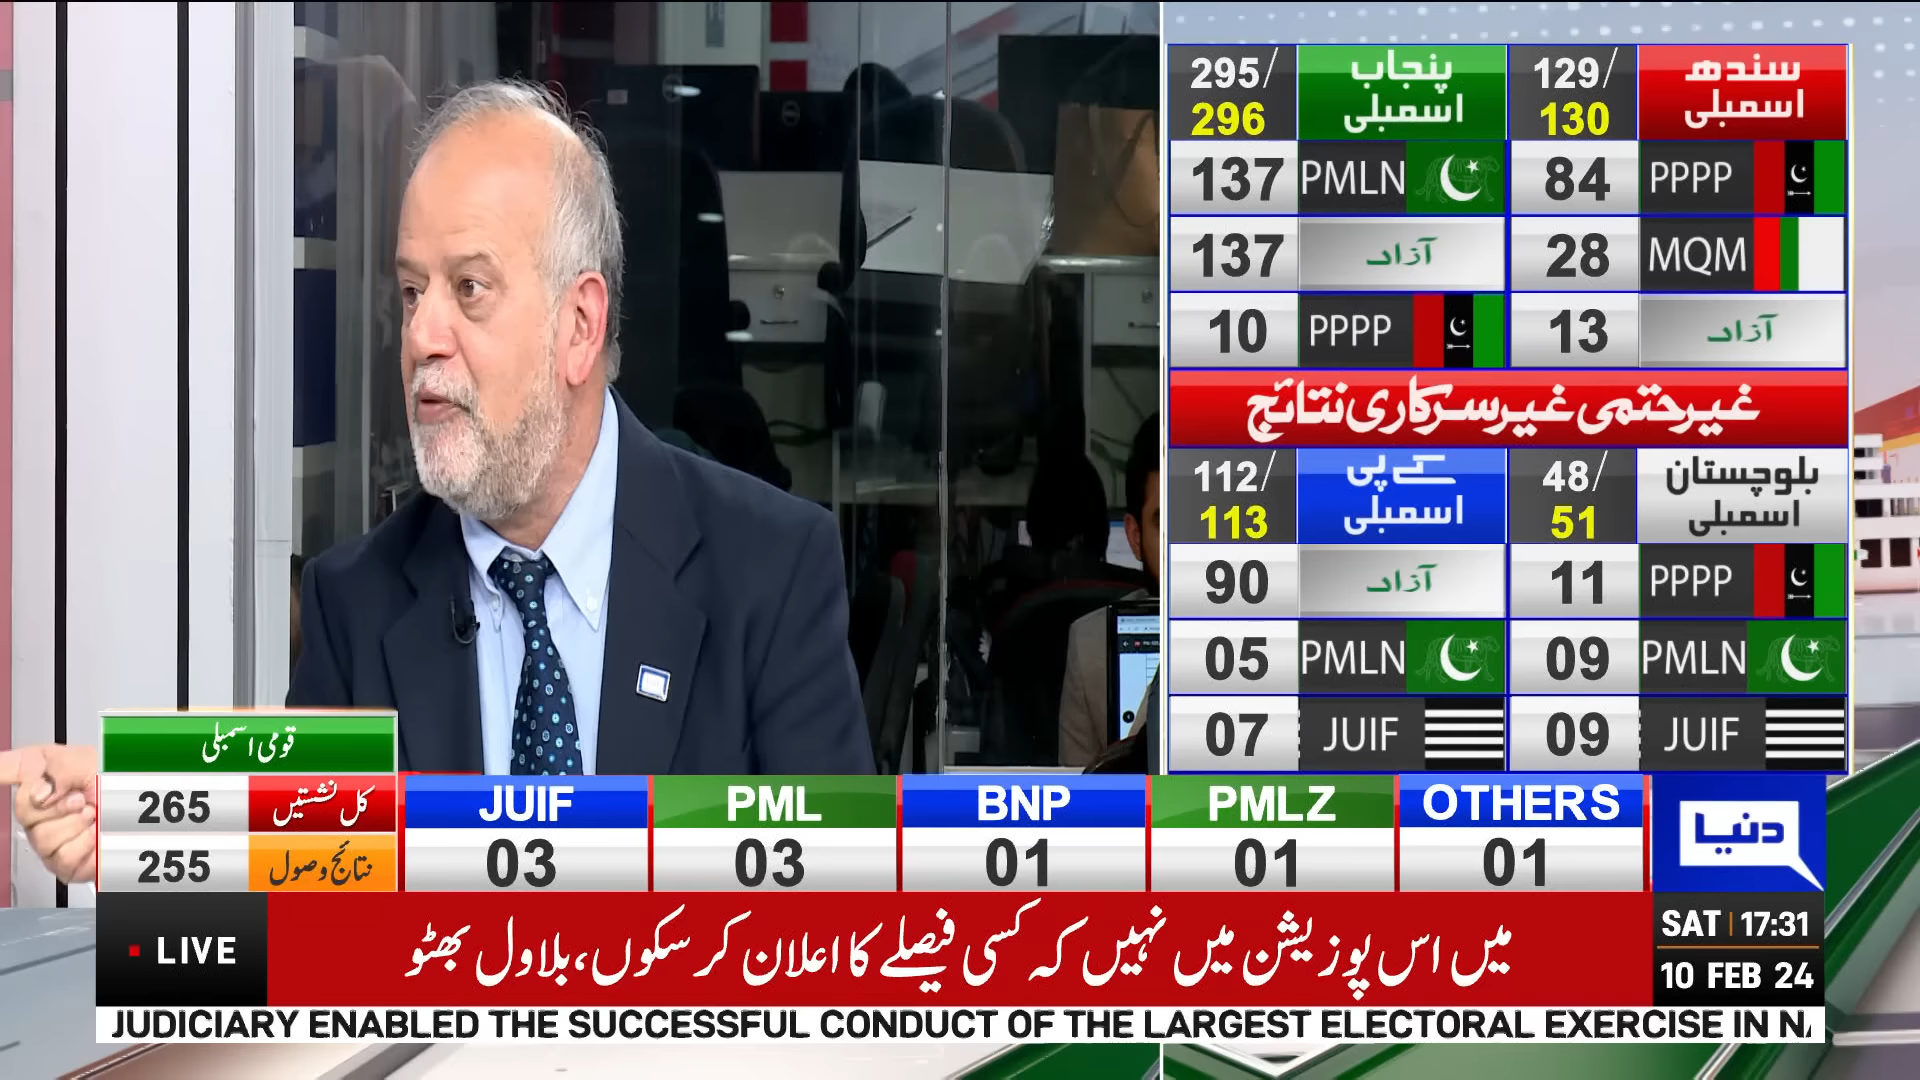 295/
296
پنجاب
اسمبلی
129/
130
سندھ
اسمبلی
137 PMLN
84 PPPP
137 آزاد
28 MQM
10 PPPP
13 آزاد
غیرحتمی غیرسرکاری نتائج
112/
113
کے پی
اسمبلی
48/
51
بلوچستان
اسمبلی
90 آزاد
11 PPPP
05 PMLN
09 PMLN
07 JUIF
09 JUIF
قومی اسمبلی
265 کل نشستیں
255 نتائج وصول
JUIF PML BNP PMLZ OTHERS
03 03 01 01 01
دنیا
LIVE
میں اس پوزیشن میں نہیں کہ کسی فیصلے کا اعلان کر سکوں، بلاول بھٹو
SAT 17:31
10 FEB 24
JUDICIARY ENABLED THE SUCCESSFUL CONDUCT OF THE LARGEST ELECTORAL EXERCISE IN